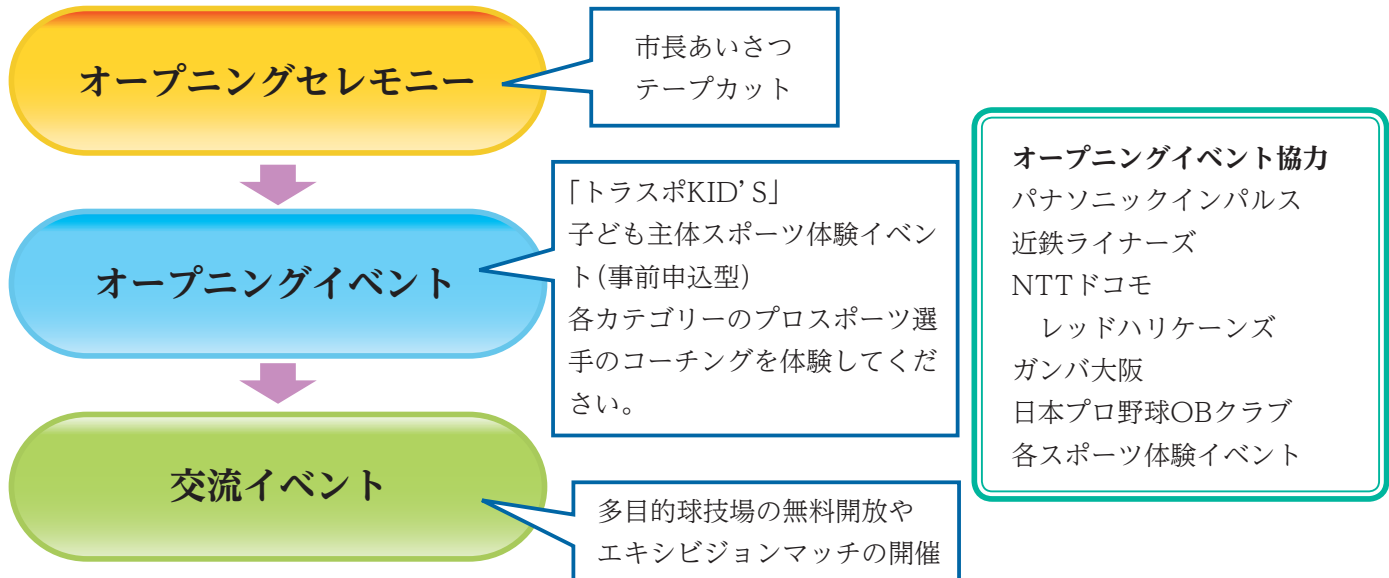 オープニングセレモニー
市長あいさつ
テープカット
オープニングイベント
「トラスポKID’S」
子ども主体スポーツ体験イベン
ト(事前申込型)
各カテゴリーのプロスポーツ選
手のコーチングを体験してくだ
さい。
交流イベント
多目的球技場の無料開放や
エキシビジョンマッチの開催
オープニングイベント協力
パナソニックインパルス
近鉄ライナーズ
NTTドコモ
レッドハリケーンズ
ガンバ大阪
日本プロ野球OBクラブ
各スポーツ体験イベント